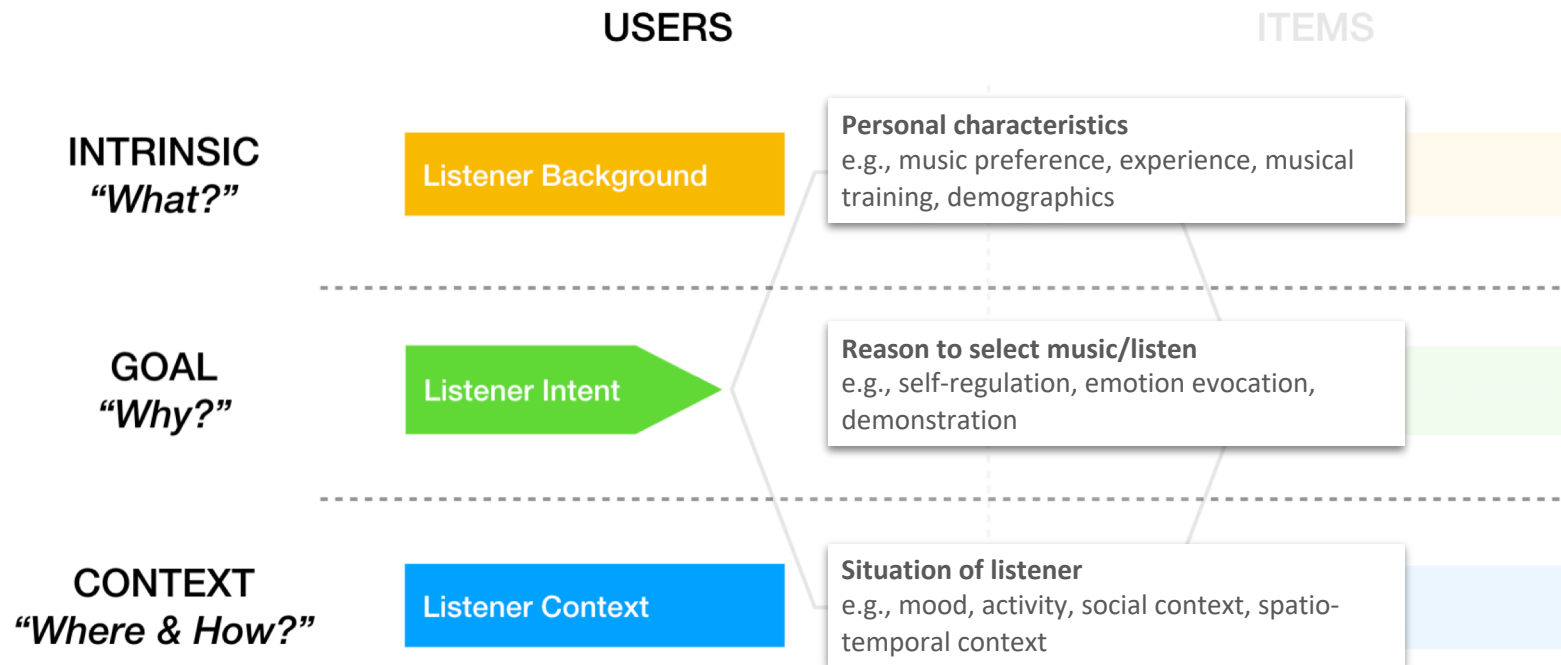 USERS
ITEMS
INTRINSIC
“What?”
Listener Background
Personal characteristics
e.g., music preference, experience, musical
training, demographics
GOAL
“Why?”
Listener Intent
Reason to select music/listen
e.g., self-regulation, emotion evocation,
demonstration
CONTEXT
“Where & How?”
Listener Context
Situation of listener
e.g., mood, activity, social context, spatio-
temporal context